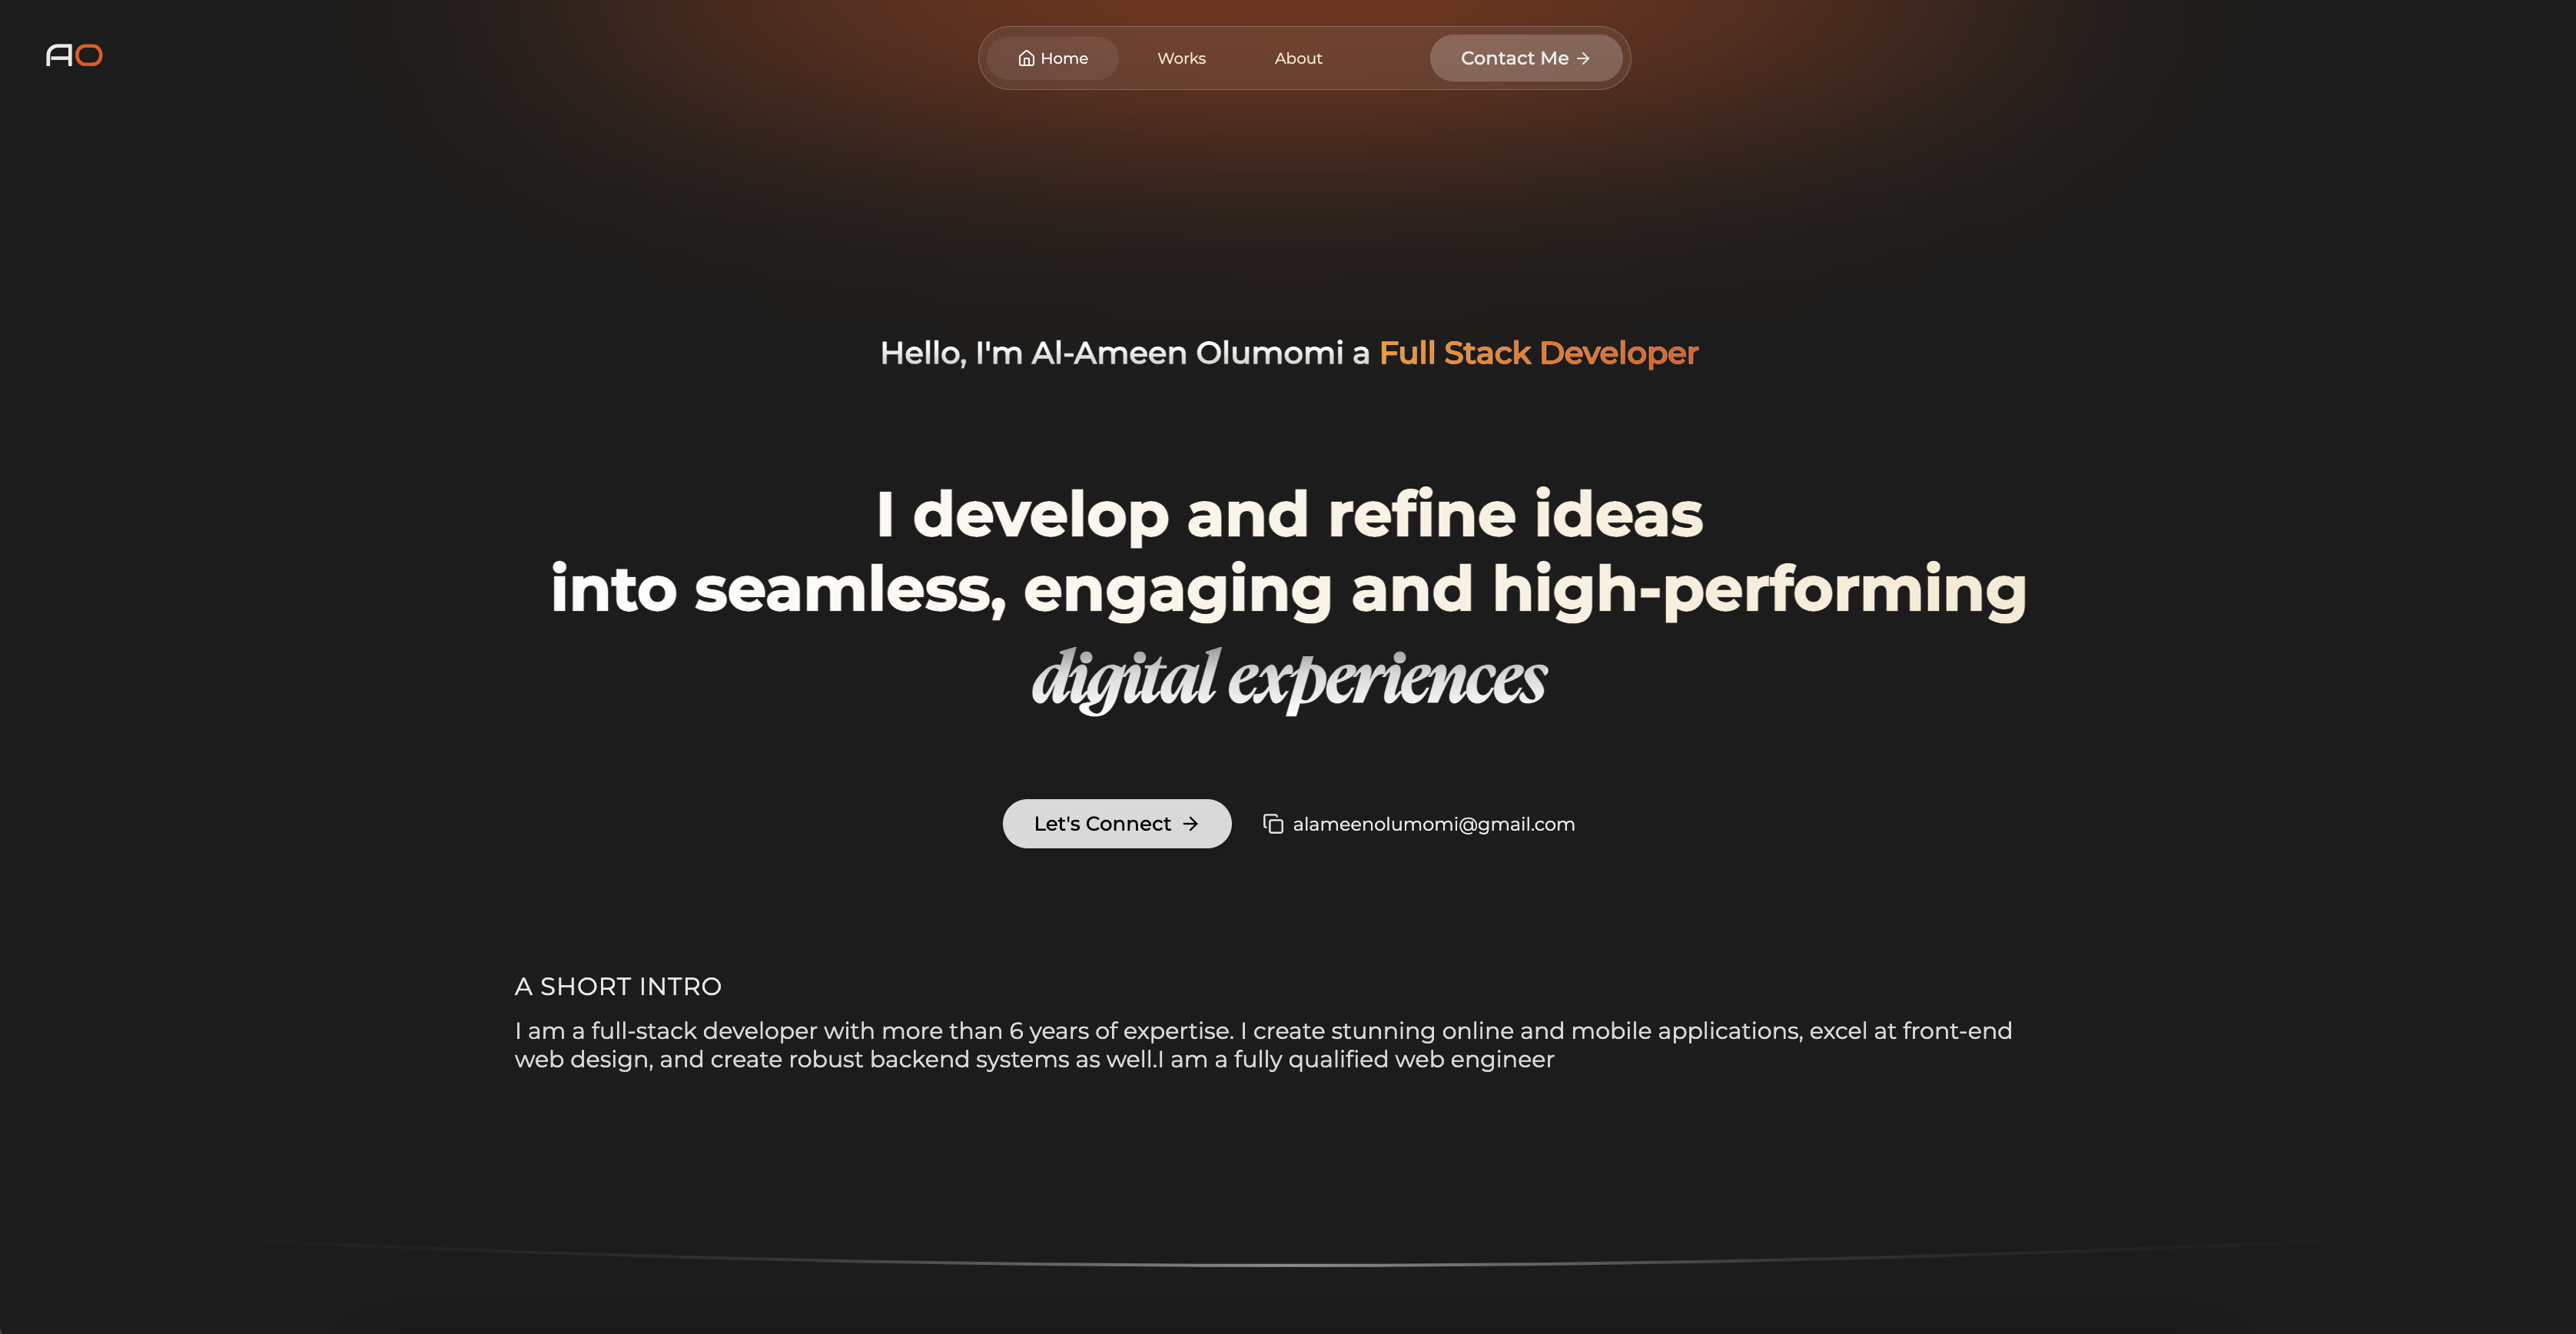 AO
Home
Works
About
Contact Me
Hello, I'm Al-Ameen Olumomi a Full Stack Developer
I develop and refine ideas
into seamless, engaging and high-performing
digital experiences
Let's Connect
alameenolumomi@gmail.com
A SHORT INTRO
I am a full-stack developer with more than 6 years of expertise. I create stunning online and mobile applications, excel at front-end
web design, and create robust backend systems as well.I am a fully qualified web engineer